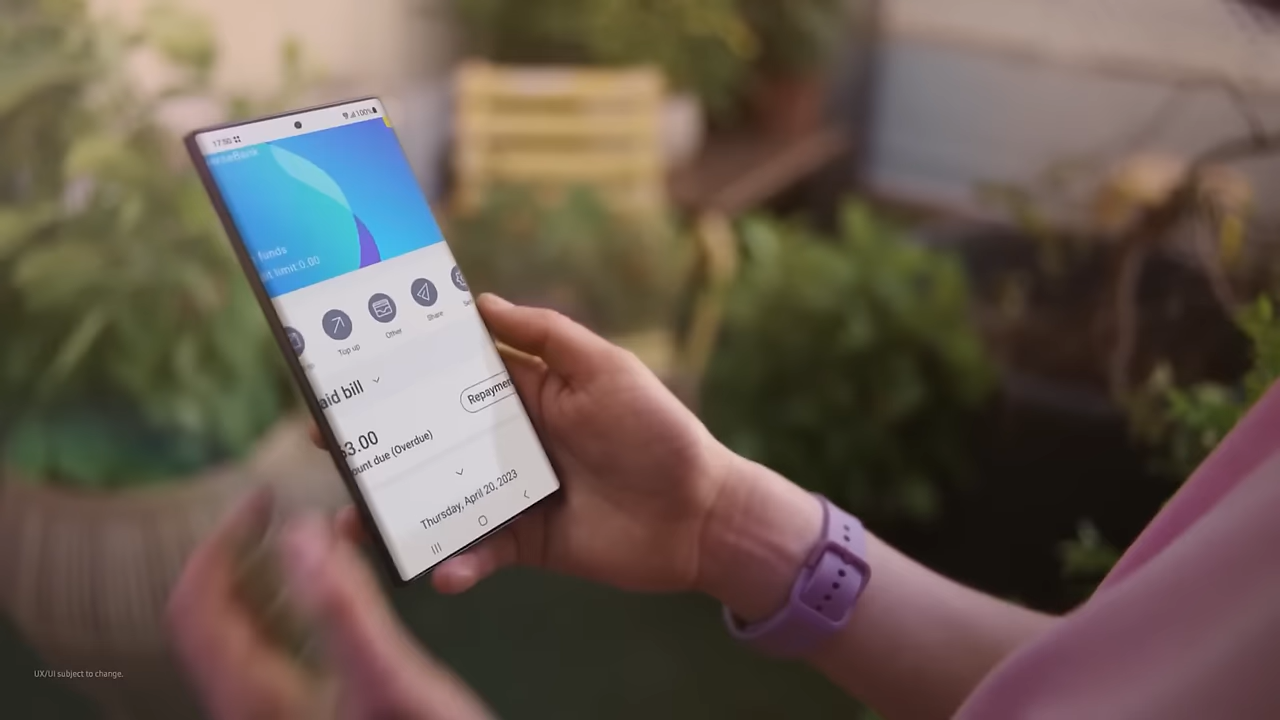 17:50
100%
funds
limit:0.00
Top up
Other
Share
aid bill
Repaymen
$3.00
ount due (Overdue)
Thursday, April 20, 2023
UX/UI subject to change.